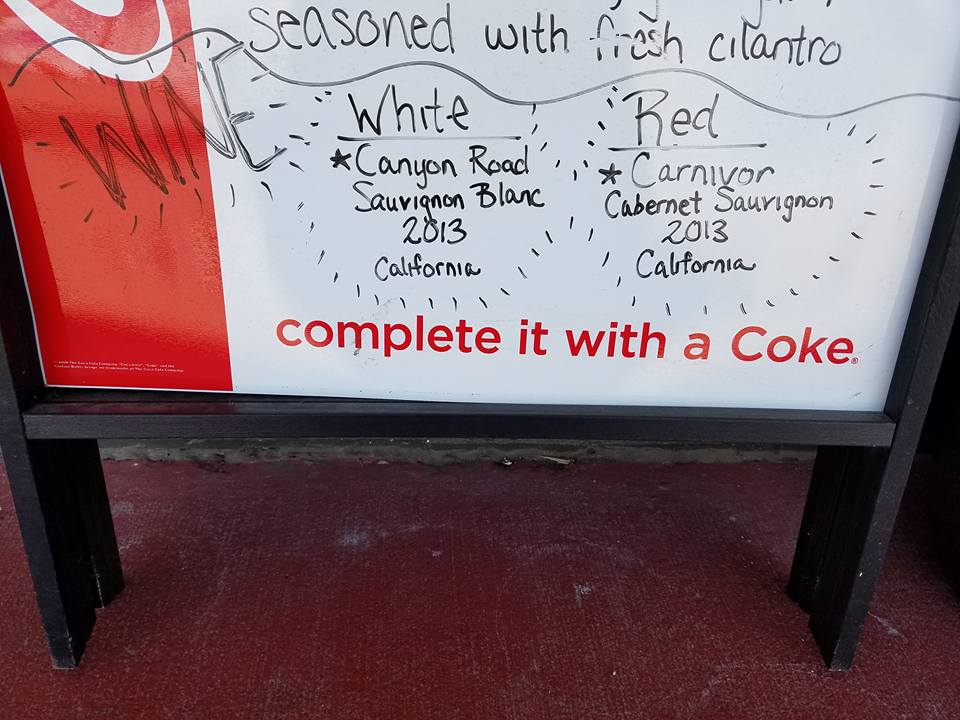 seasoned with fresh cilantro
WINE
White
*Canyon Road
Sauvignon Blanc
2013
California
Red
* Carnivor
Cabernet Sauvignon
2013
California
complete it with a Coke®